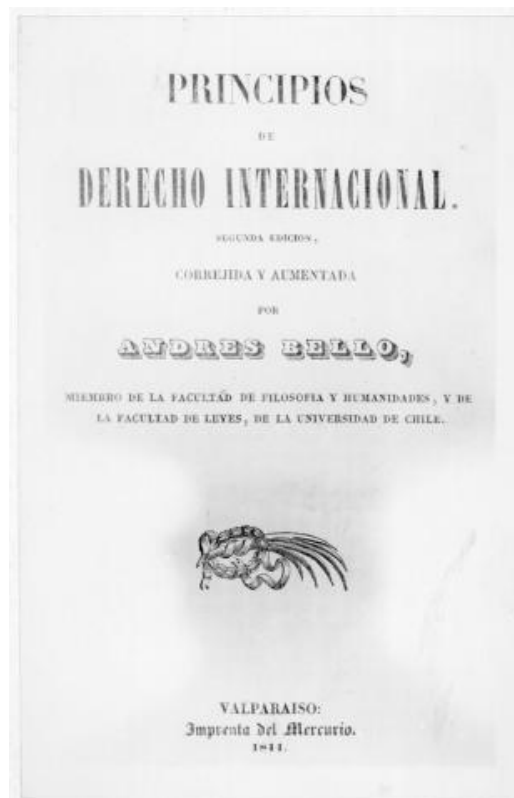 PRINCIPIOS
DE
DERECHO INTERNACIONAL.
SEGUNDA EDICION,
CORREJIDA Y AUMENTADA
POR
ANDRES BELLO,
MIEMBRO DE LA FACULTAD DE FILOSOFIA Y HUMANIDADES, Y DE
LA FACULTAD DE LEYES, DE LA UNIVERSIDAD DE CHILE.
VALPARAISO:
Imprenta del Mercurio.
1844.